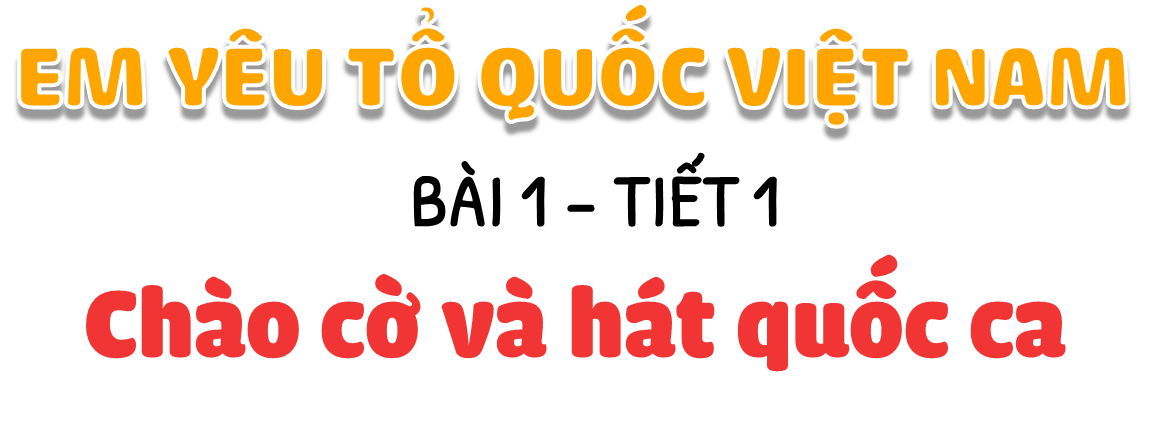 EM YÊU TỔ QUỐC VIỆT NAM
BÀI 1 – TIẾT 1
Chào cờ và hát quốc ca